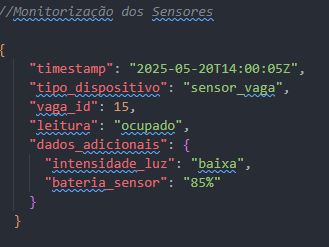 //Monitorização dos Sensores
{
"timestamp": "2025-05-20T14:00:05Z",
"tipo_dispositivo": "sensor_vaga",
"vaga_id": 15,
"leitura": "ocupado",
"dados_adicionais": {
"intensidade_luz": "baixa",
"bateria_sensor": "85%"
}
}